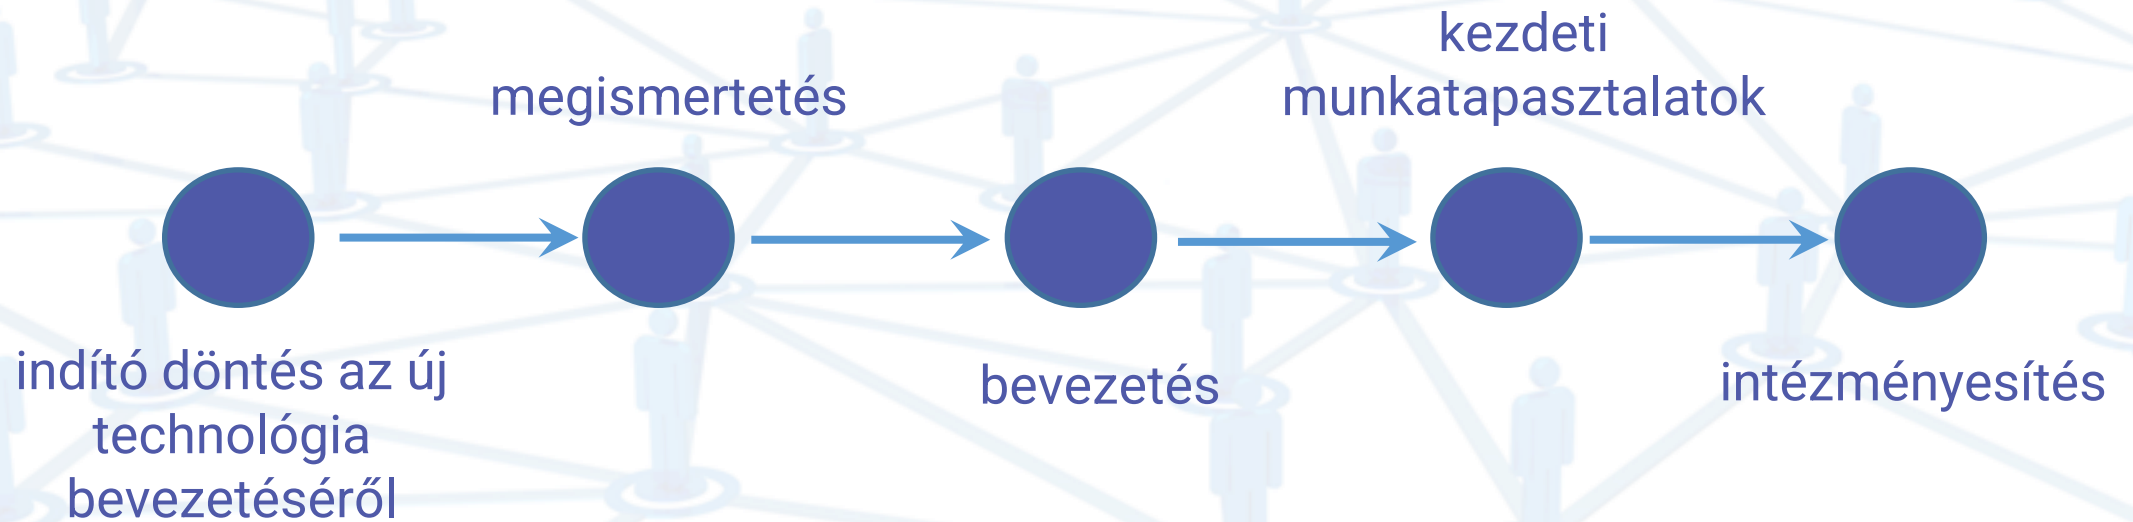 indító döntés az új
technológia
bevezetéséről
megismertetés
bevezetés
kezdeti
munkatapasztalatok
intézményesítés